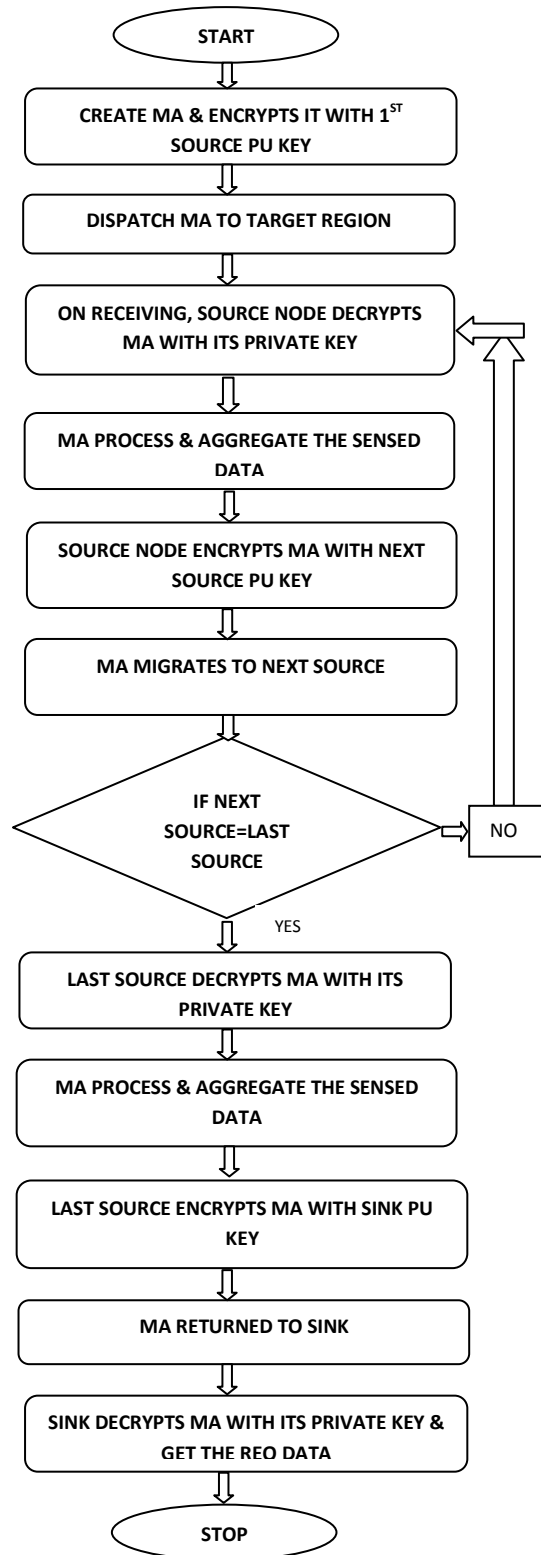 START
CREATE MA & ENCRYPTS IT WITH 1ST
SOURCE PU KEY
DISPATCH MA TO TARGET REGION
ON RECEIVING, SOURCE NODE DECRYPTS
MA WITH ITS PRIVATE KEY
MA PROCESS & AGGREGATE THE SENSED
DATA
SOURCE NODE ENCRYPTS MA WITH NEXT
SOURCE PU KEY
MA MIGRATES TO NEXT SOURCE
IF NEXT
SOURCE=LAST
SOURCE
NO
YES
LAST SOURCE DECRYPTS MA WITH ITS
PRIVATE KEY
MA PROCESS & AGGREGATE THE SENSED
DATA
LAST SOURCE ENCRYPTS MA WITH SINK PU
KEY
MA RETURNED TO SINK
SINK DECRYPTS MA WITH ITS PRIVATE KEY &
GET THE REQ DATA
STOP